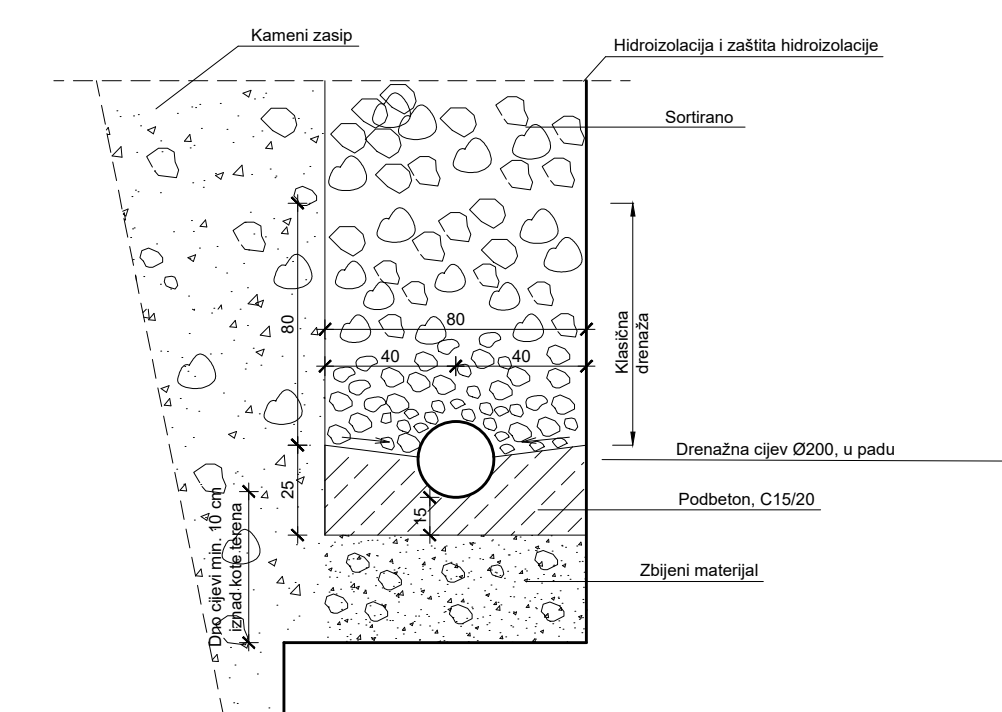 Kameni zasip
Hidroizolacija i zaštita hidroizolacije
Sortirano
80
80
40
40
Klasična
drenaža
Drenažna cijev Ø200, u padu
25
15
Podbeton, C15/20
Dno cijevi min. 10 cm
iznad kote terena
Zbijeni materijal